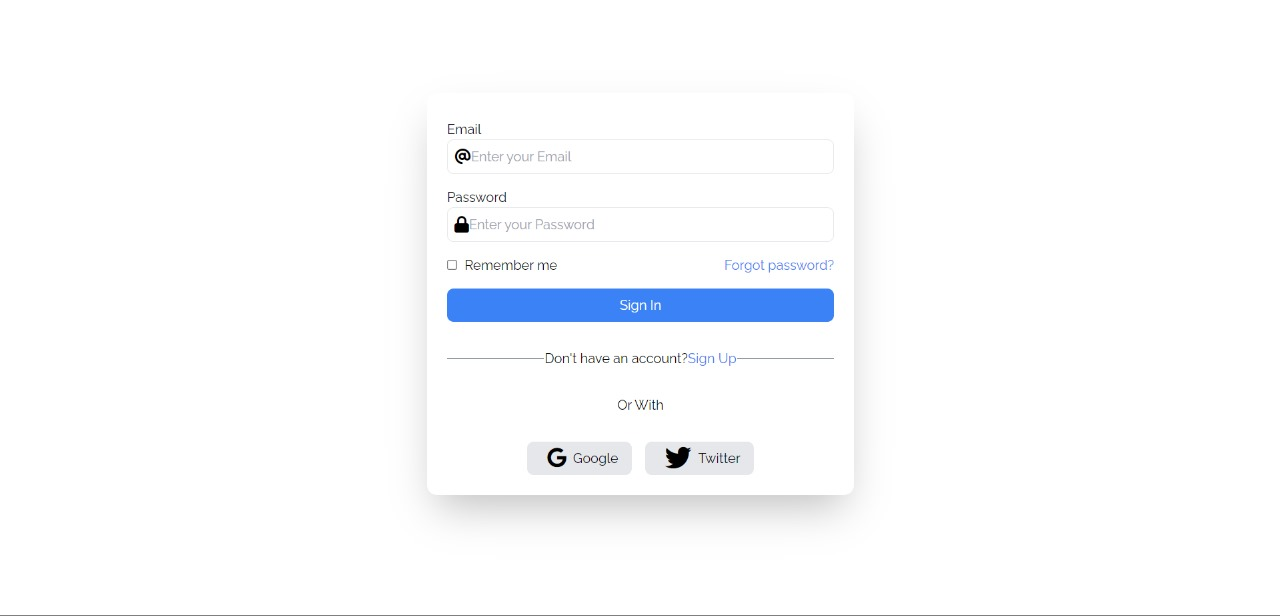 Email
@ Enter your Email
Password
Enter your Password
Remember me Forgot password?
Sign In
Don't have an account?Sign Up
Or With
G Google Twitter